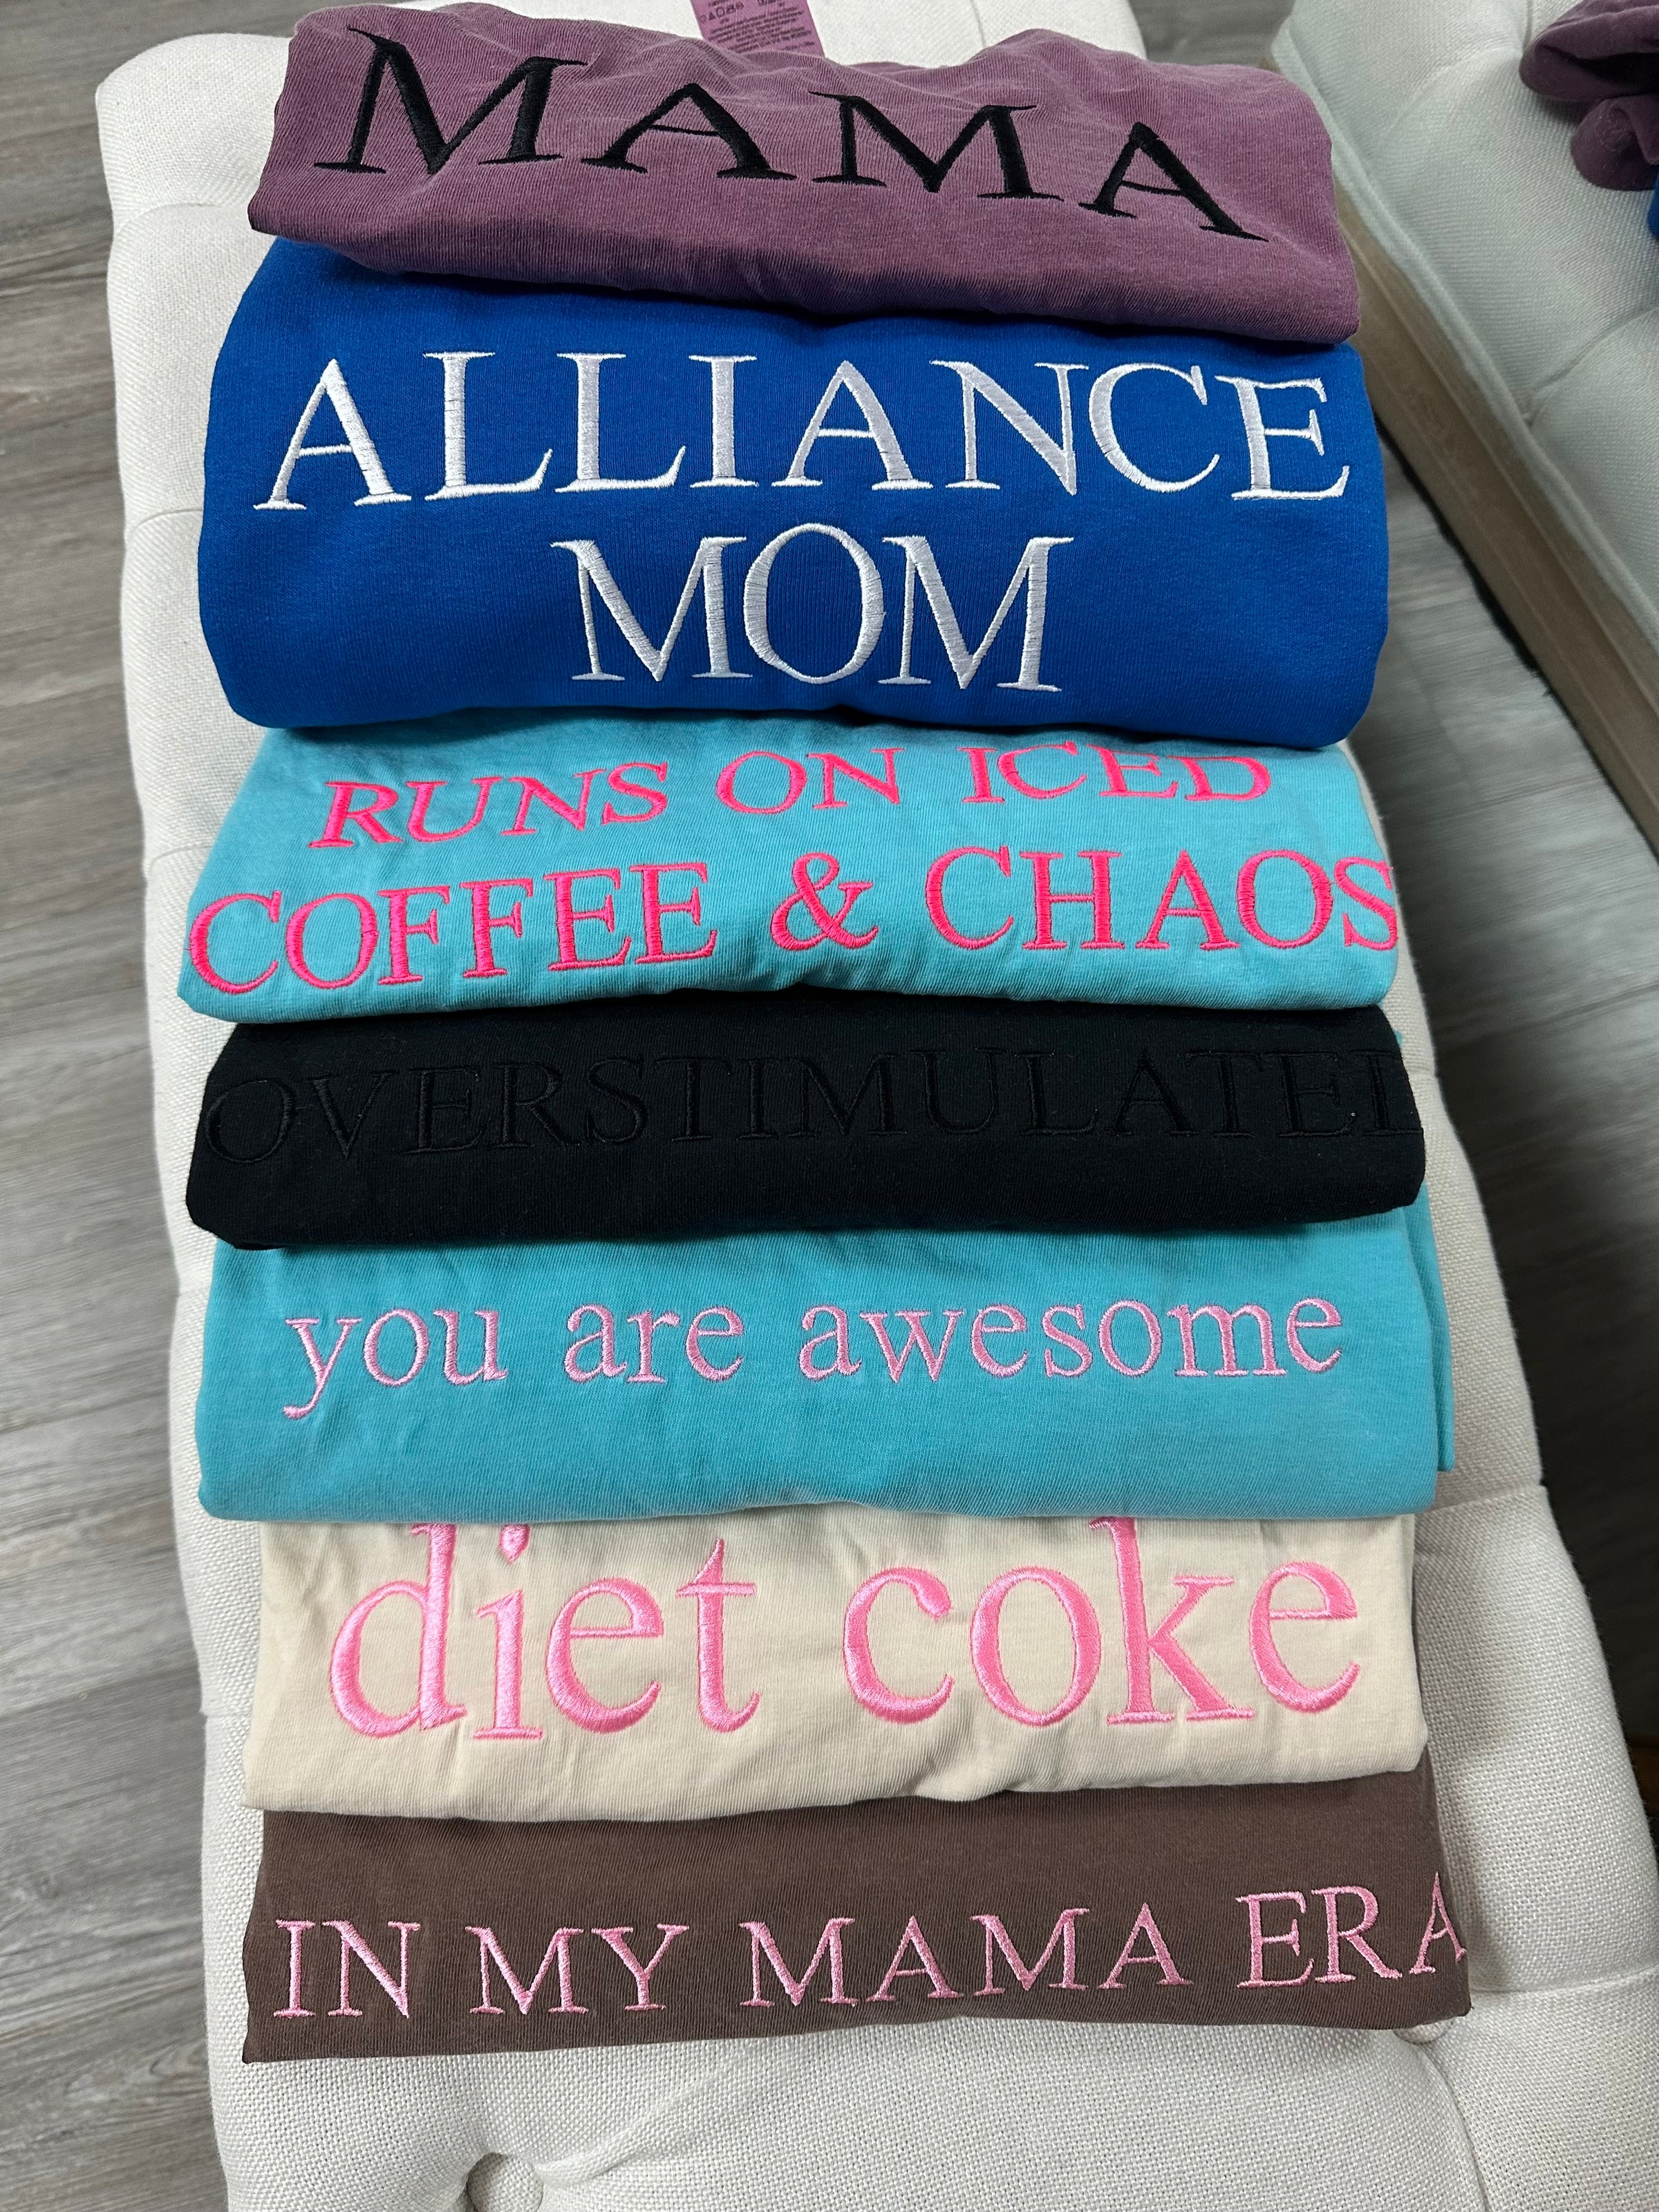 MAMA
ALLIANCE
MOM
RUNS ON ICED
COFFEE & CHAOS
OVERSTIMULATED
you are awesome
diet coke
IN MY MAMA ERA